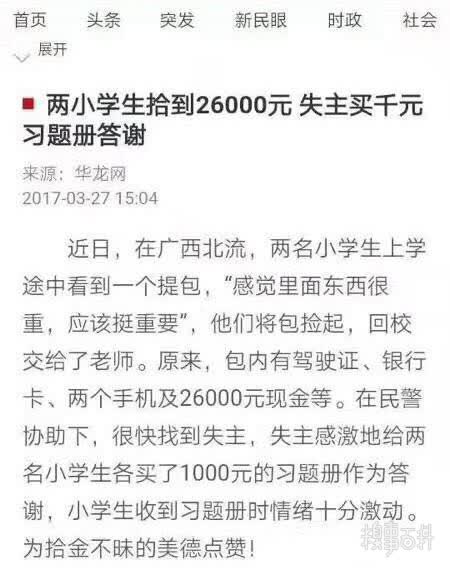 首页 头条 突发 新民眼 时政 社会
展开
两小学生拾到26000元 失主买千元
习题册答谢
来源：华龙网
2017-03-27 15:04
近日，在广西北流，两名小学生上学
途中看到一个提包，“感觉里面东西很
重，应该挺重要”，他们将包捡起，回校
交给了老师。原来，包内有驾驶证、银行
卡、两个手机及26000元现金等。在民警
协助下，很快找到失主，失主感激地给两
名小学生各买了1000元的习题册作为答
谢，小学生收到习题册时情绪十分激动。
为拾金不昧的美德点赞！